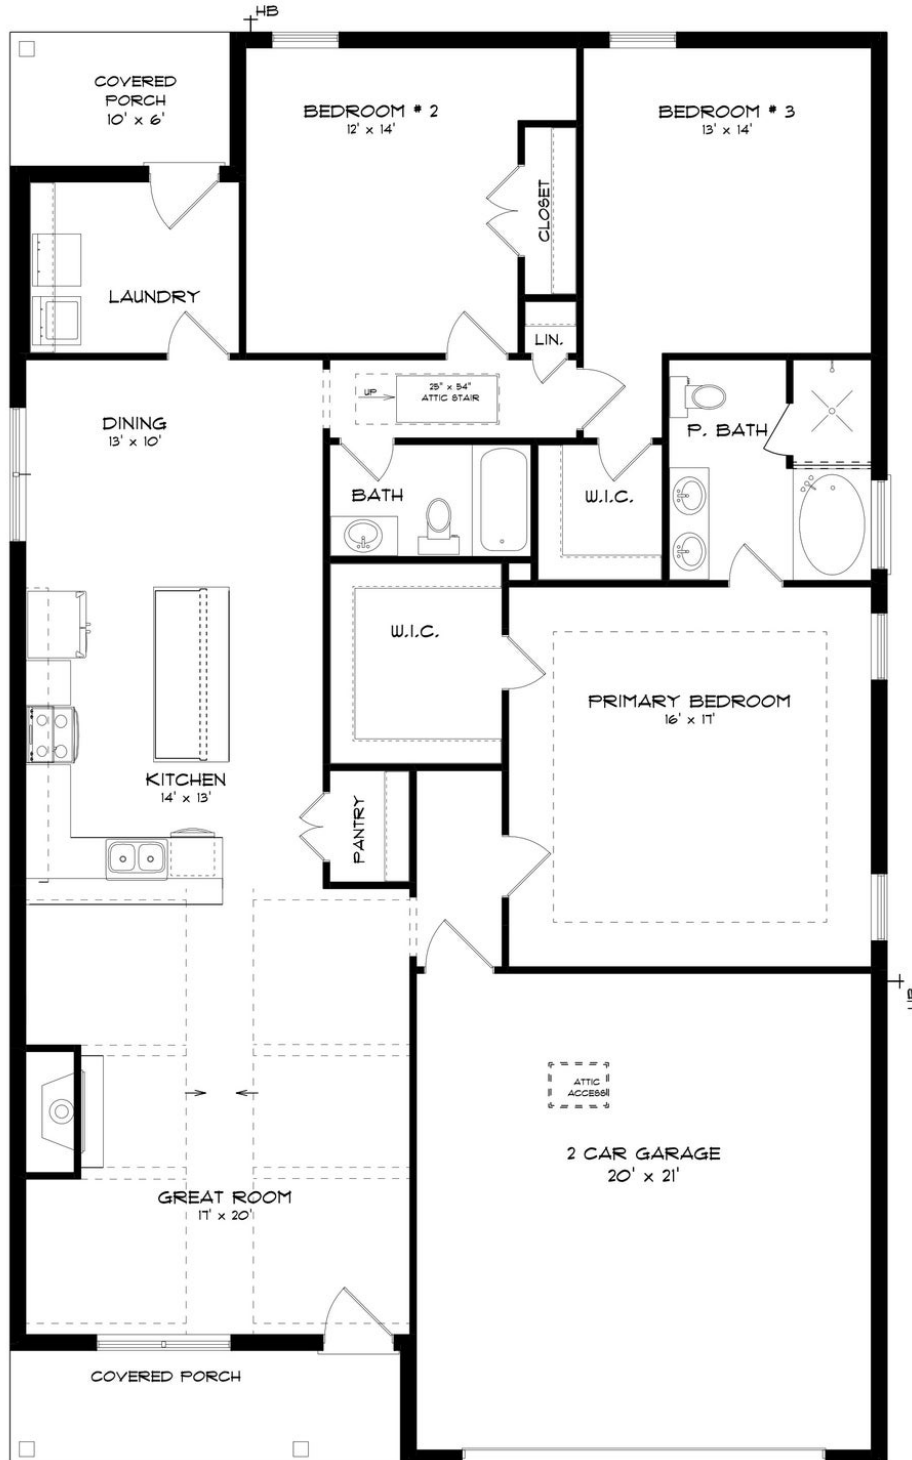 HB
COVERED
PORCH
10' x 6'
BEDROOM # 2
12' x 14'
BEDROOM # 3
13' x 14'
CLOSET
LAUNDRY
LIN.
UP
25" x 54"
ATTIC STAIR
DINING
13' x 10'
P. BATH
BATH
W.I.C.
W.I.C.
PRIMARY BEDROOM
16' x 17'
KITCHEN
14' x 13'
PANTRY
HB
ATTIC
ACCESS
2 CAR GARAGE
20' x 21'
GREAT ROOM
17' x 20'
COVERED PORCH